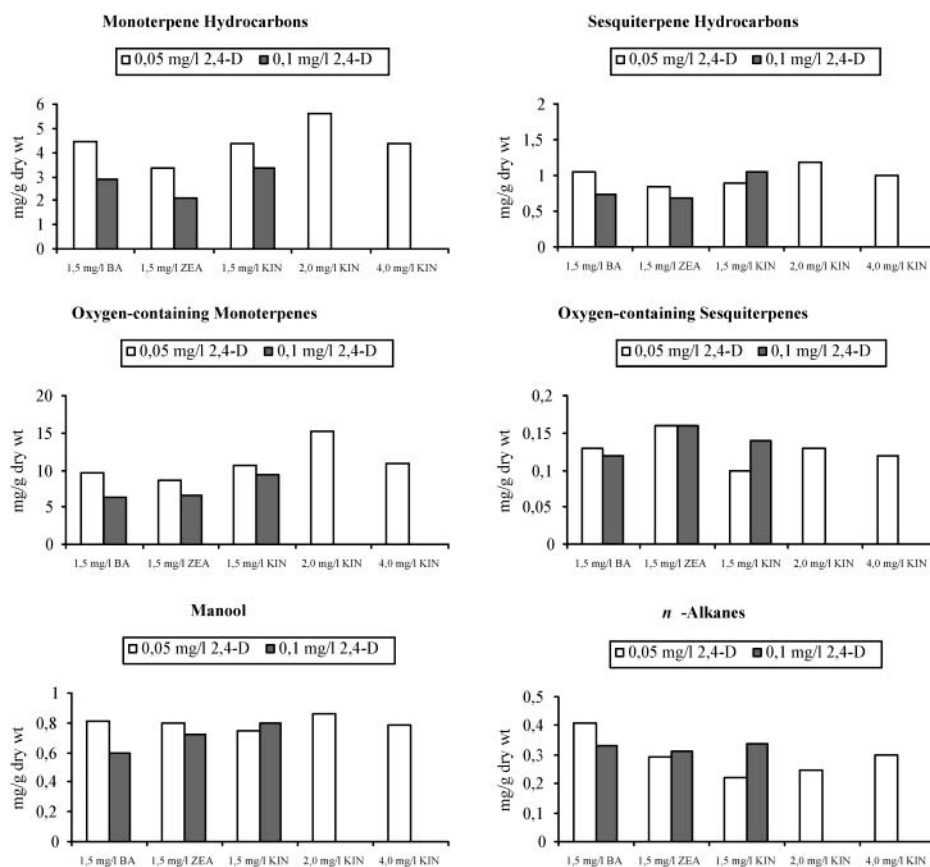 Monoterpene Hydrocarbons
0,05 mg/l 2,4-D 0,1 mg/l 2,4-D
mg/g dry wt
6
5
4
3
2
1
0
1,5 mg/l BA 1,5 mg/l ZEA 1,5 mg/l KIN 2,0 mg/l KIN 4,0 mg/l KIN
Sesquiterpene Hydrocarbons
0,05 mg/l 2,4-D 0,1 mg/l 2,4-D
mg/g dry wt
2
1,5
1
0,5
0
1,5 mg/l BA 1,5 mg/l ZEA 1,5 mg/l KIN 2,0 mg/l KIN 4,0 mg/l KIN
Oxygen-containing Monoterpenes
0,05 mg/l 2,4-D 0,1 mg/l 2,4-D
mg/g dry wt
20
15
10
5
0
1,5 mg/l BA 1,5 mg/l ZEA 1,5 mg/l KIN 2,0 mg/l KIN 4,0 mg/l KIN
Oxygen-containing Sesquiterpenes
0,05 mg/l 2,4-D 0,1 mg/l 2,4-D
mg/g dry wt
0,2
0,15
0,1
0,05
0
1,5 mg/l BA 1,5 mg/l ZEA 1,5 mg/l KIN 2,0 mg/l KIN 4,0 mg/l KIN
Manool
0,05 mg/l 2,4-D 0,1 mg/l 2,4-D
mg/g dry wt
1
0,8
0,6
0,4
0,2
0
1,5 mg/l BA 1,5 mg/l ZEA 1,5 mg/l KIN 2,0 mg/l KIN 4,0 mg/l KIN
n -Alkanes
0,05 mg/l 2,4-D 0,1 mg/l 2,4-D
mg/g dry wt
0,5
0,4
0,3
0,2
0,1
0
1,5 mg/l BA 1,5 mg/l ZEA 1,5 mg/l KIN 2,0 mg/l KIN 4,0 mg/l KIN